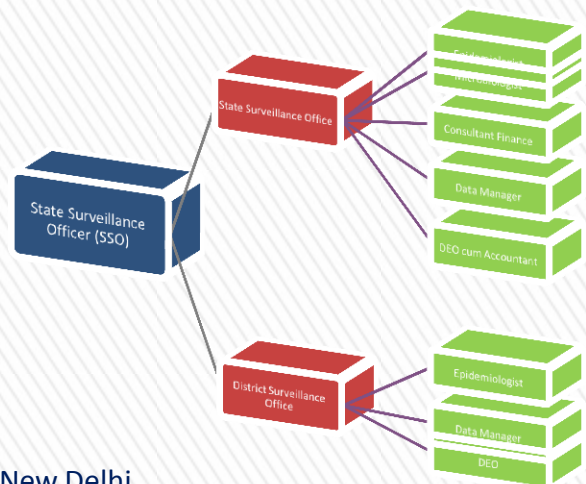 Epidemiologist
Microbiologist
State Surveillance Office
Consultant Finance
Data Manager
State Surveillance
Officer (SSO)
DEO cum Accountant
Epidemiologist
District Surveillance
Office
Data Manager
DEO
New Delhi